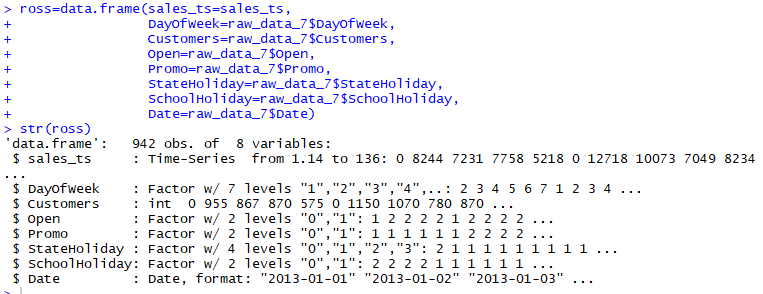 > ross=data.frame(sales_ts=sales_ts,
+ DayOfWeek=raw_data_7$DayOfWeek,
+ Customers=raw_data_7$Customers,
+ Open=raw_data_7$Open,
+ Promo=raw_data_7$Promo,
+ StateHoliday=raw_data_7$StateHoliday,
+ SchoolHoliday=raw_data_7$SchoolHoliday,
+ Date=raw_data_7$Date)
> str(ross)
'data.frame': 942 obs. of 8 variables:
$ sales_ts : Time-Series from 1.14 to 136: 0 8244 7231 7758 5218 0 12718 10073 7049 8234
...
$ DayOfWeek : Factor w/ 7 levels "1","2","3","4",..: 2 3 4 5 6 7 1 2 3 4 ...
$ Customers : int 0 955 867 870 575 0 1150 1070 780 870 ...
$ Open : Factor w/ 2 levels "0","1": 1 2 2 2 2 1 2 2 2 2 ...
$ Promo : Factor w/ 2 levels "0","1": 1 1 1 1 1 1 2 2 2 2 ...
$ StateHoliday : Factor w/ 4 levels "0","1","2","3": 2 1 1 1 1 1 1 1 1 1 ...
$ SchoolHoliday: Factor w/ 2 levels "0","1": 2 2 2 2 1 1 1 1 1 1 ...
$ Date : Date, format: "2013-01-01" "2013-01-02" "2013-01-03" ...
>